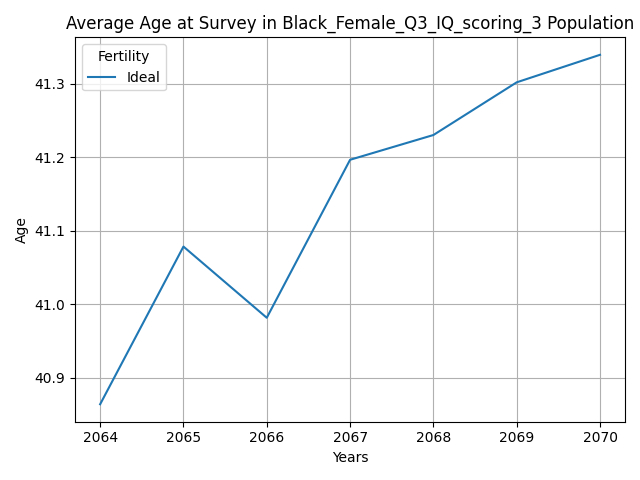 Average Age at Survey in Black_Female_Q3_IQ_scoring_3 Population
Fertility
Ideal
41.3
41.2
41.1
41.0
40.9
Age
2064 2065 2066 2067 2068 2069 2070
Years